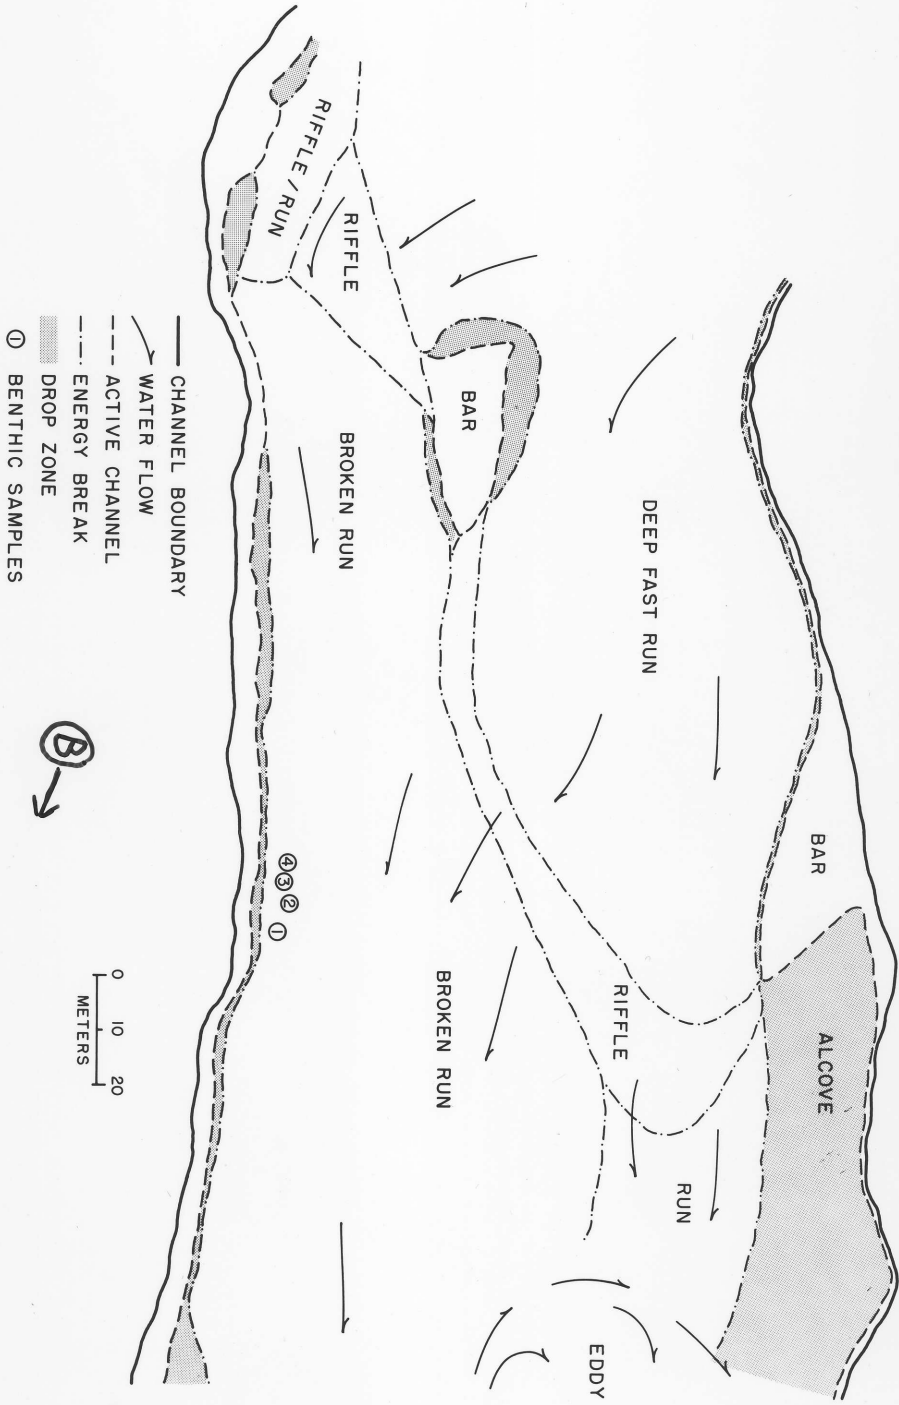 RIFFLE / RUN
RIFFLE
BAR
BROKEN RUN
DEEP FAST RUN
BAR
ALCOVE
RIFFLE
BROKEN RUN
RUN
EDDY
④③②①
CHANNEL BOUNDARY
WATER FLOW
ACTIVE CHANNEL
ENERGY BREAK
DROP ZONE
① BENTHIC SAMPLES
B
0 10 20
METERS